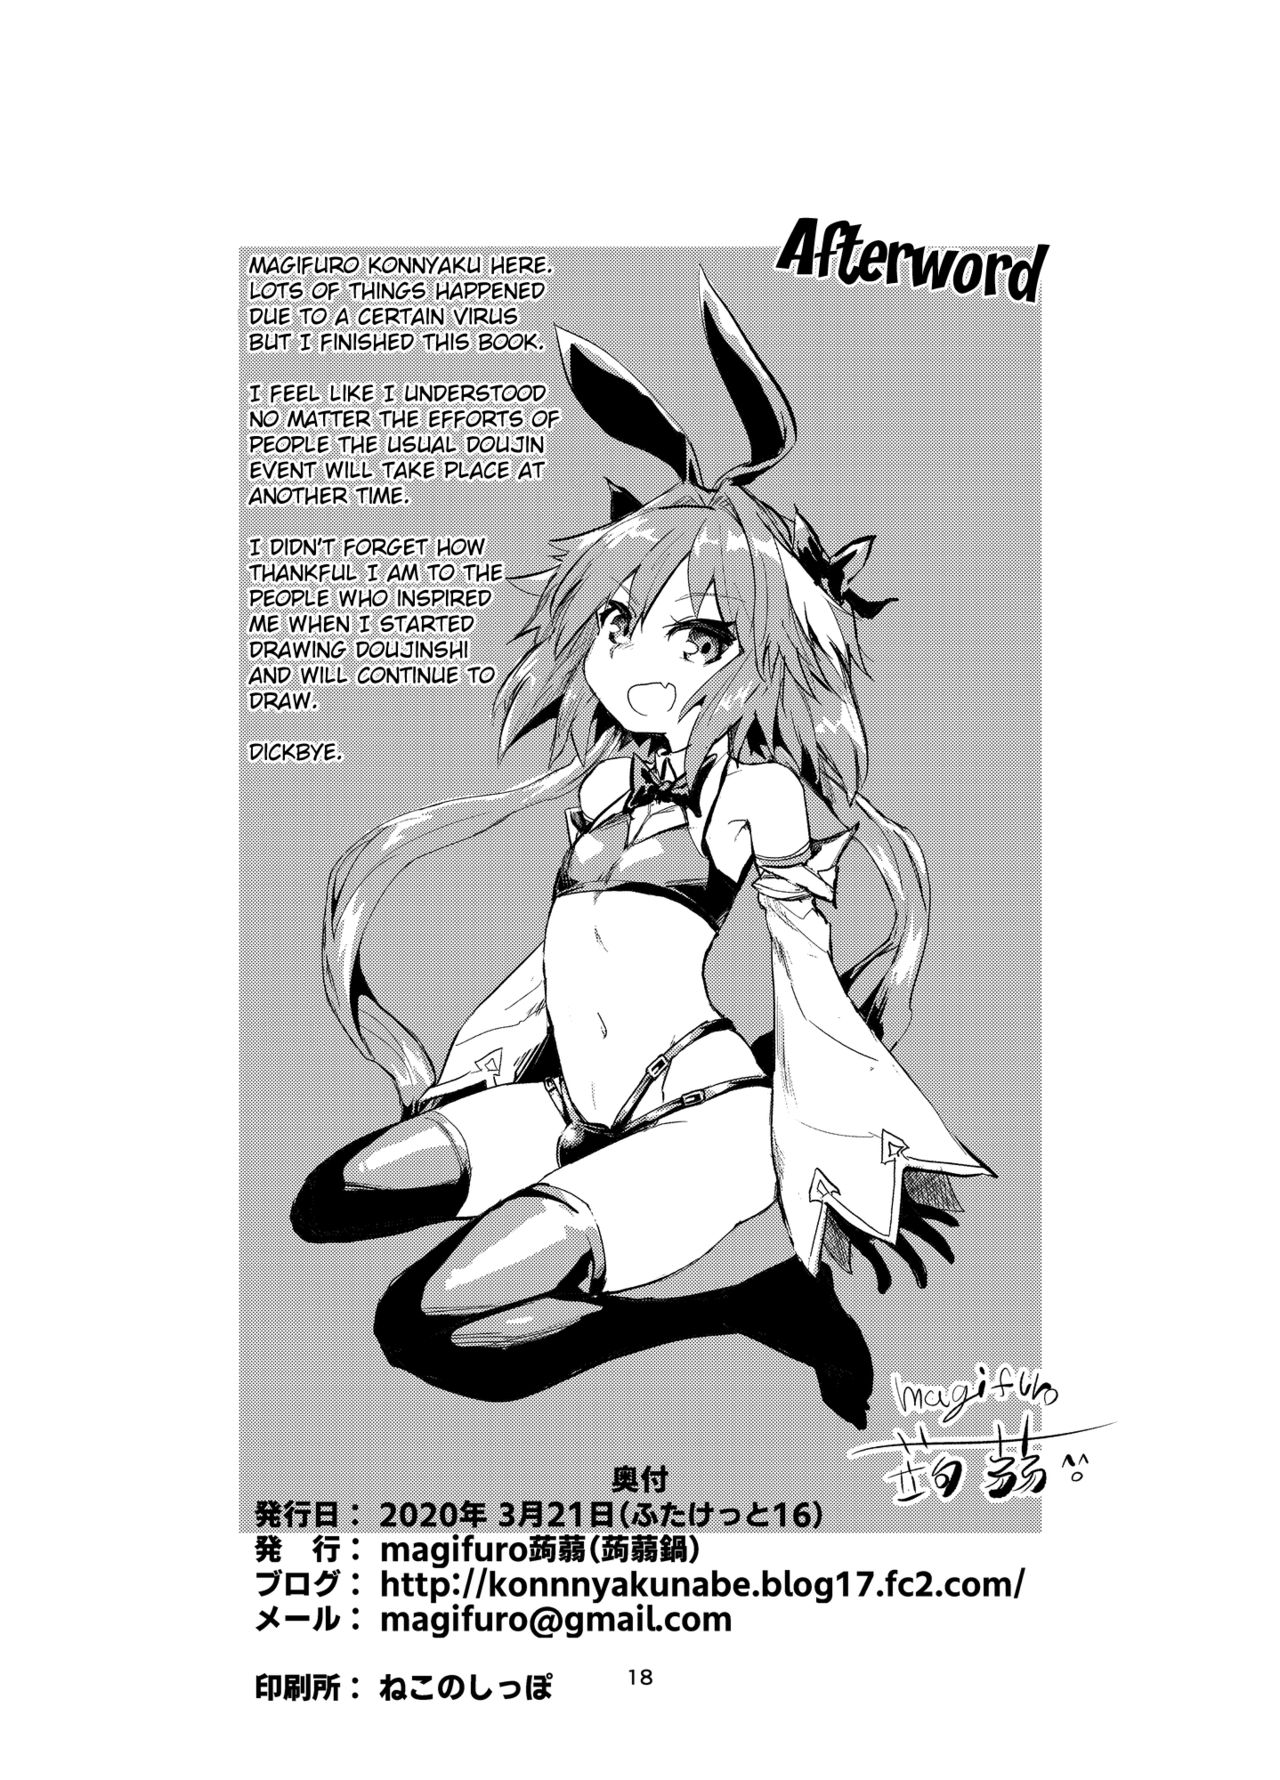 Afterword
MAGIFURO KONNYAKU HERE.
LOTS OF THINGS HAPPENED
DUE TO A CERTAIN VIRUS
BUT I FINISHED THIS BOOK.
I FEEL LIKE I UNDERSTOOD
NO MATTER THE EFFORTS OF
PEOPLE THE USUAL DOUJIN
EVENT WILL TAKE PLACE AT
ANOTHER TIME.
I DIDN'T FORGET HOW
THANKFUL I AM TO THE
PEOPLE WHO INSPIRED
ME WHEN I STARTED
DRAWING DOUJINSHI
AND WILL CONTINUE TO
DRAW.
DICKBYE.
magifuro
蒟蒻
奥付
発行日： 2020年 3月21日(ふたけっと16)
発　行： magifuro蒟蒻(蒟蒻鍋)
ブログ： http://konnnyakunabe.blog17.fc2.com/
メール： magifuro@gmail.com
印刷所： ねこのしっぽ
18